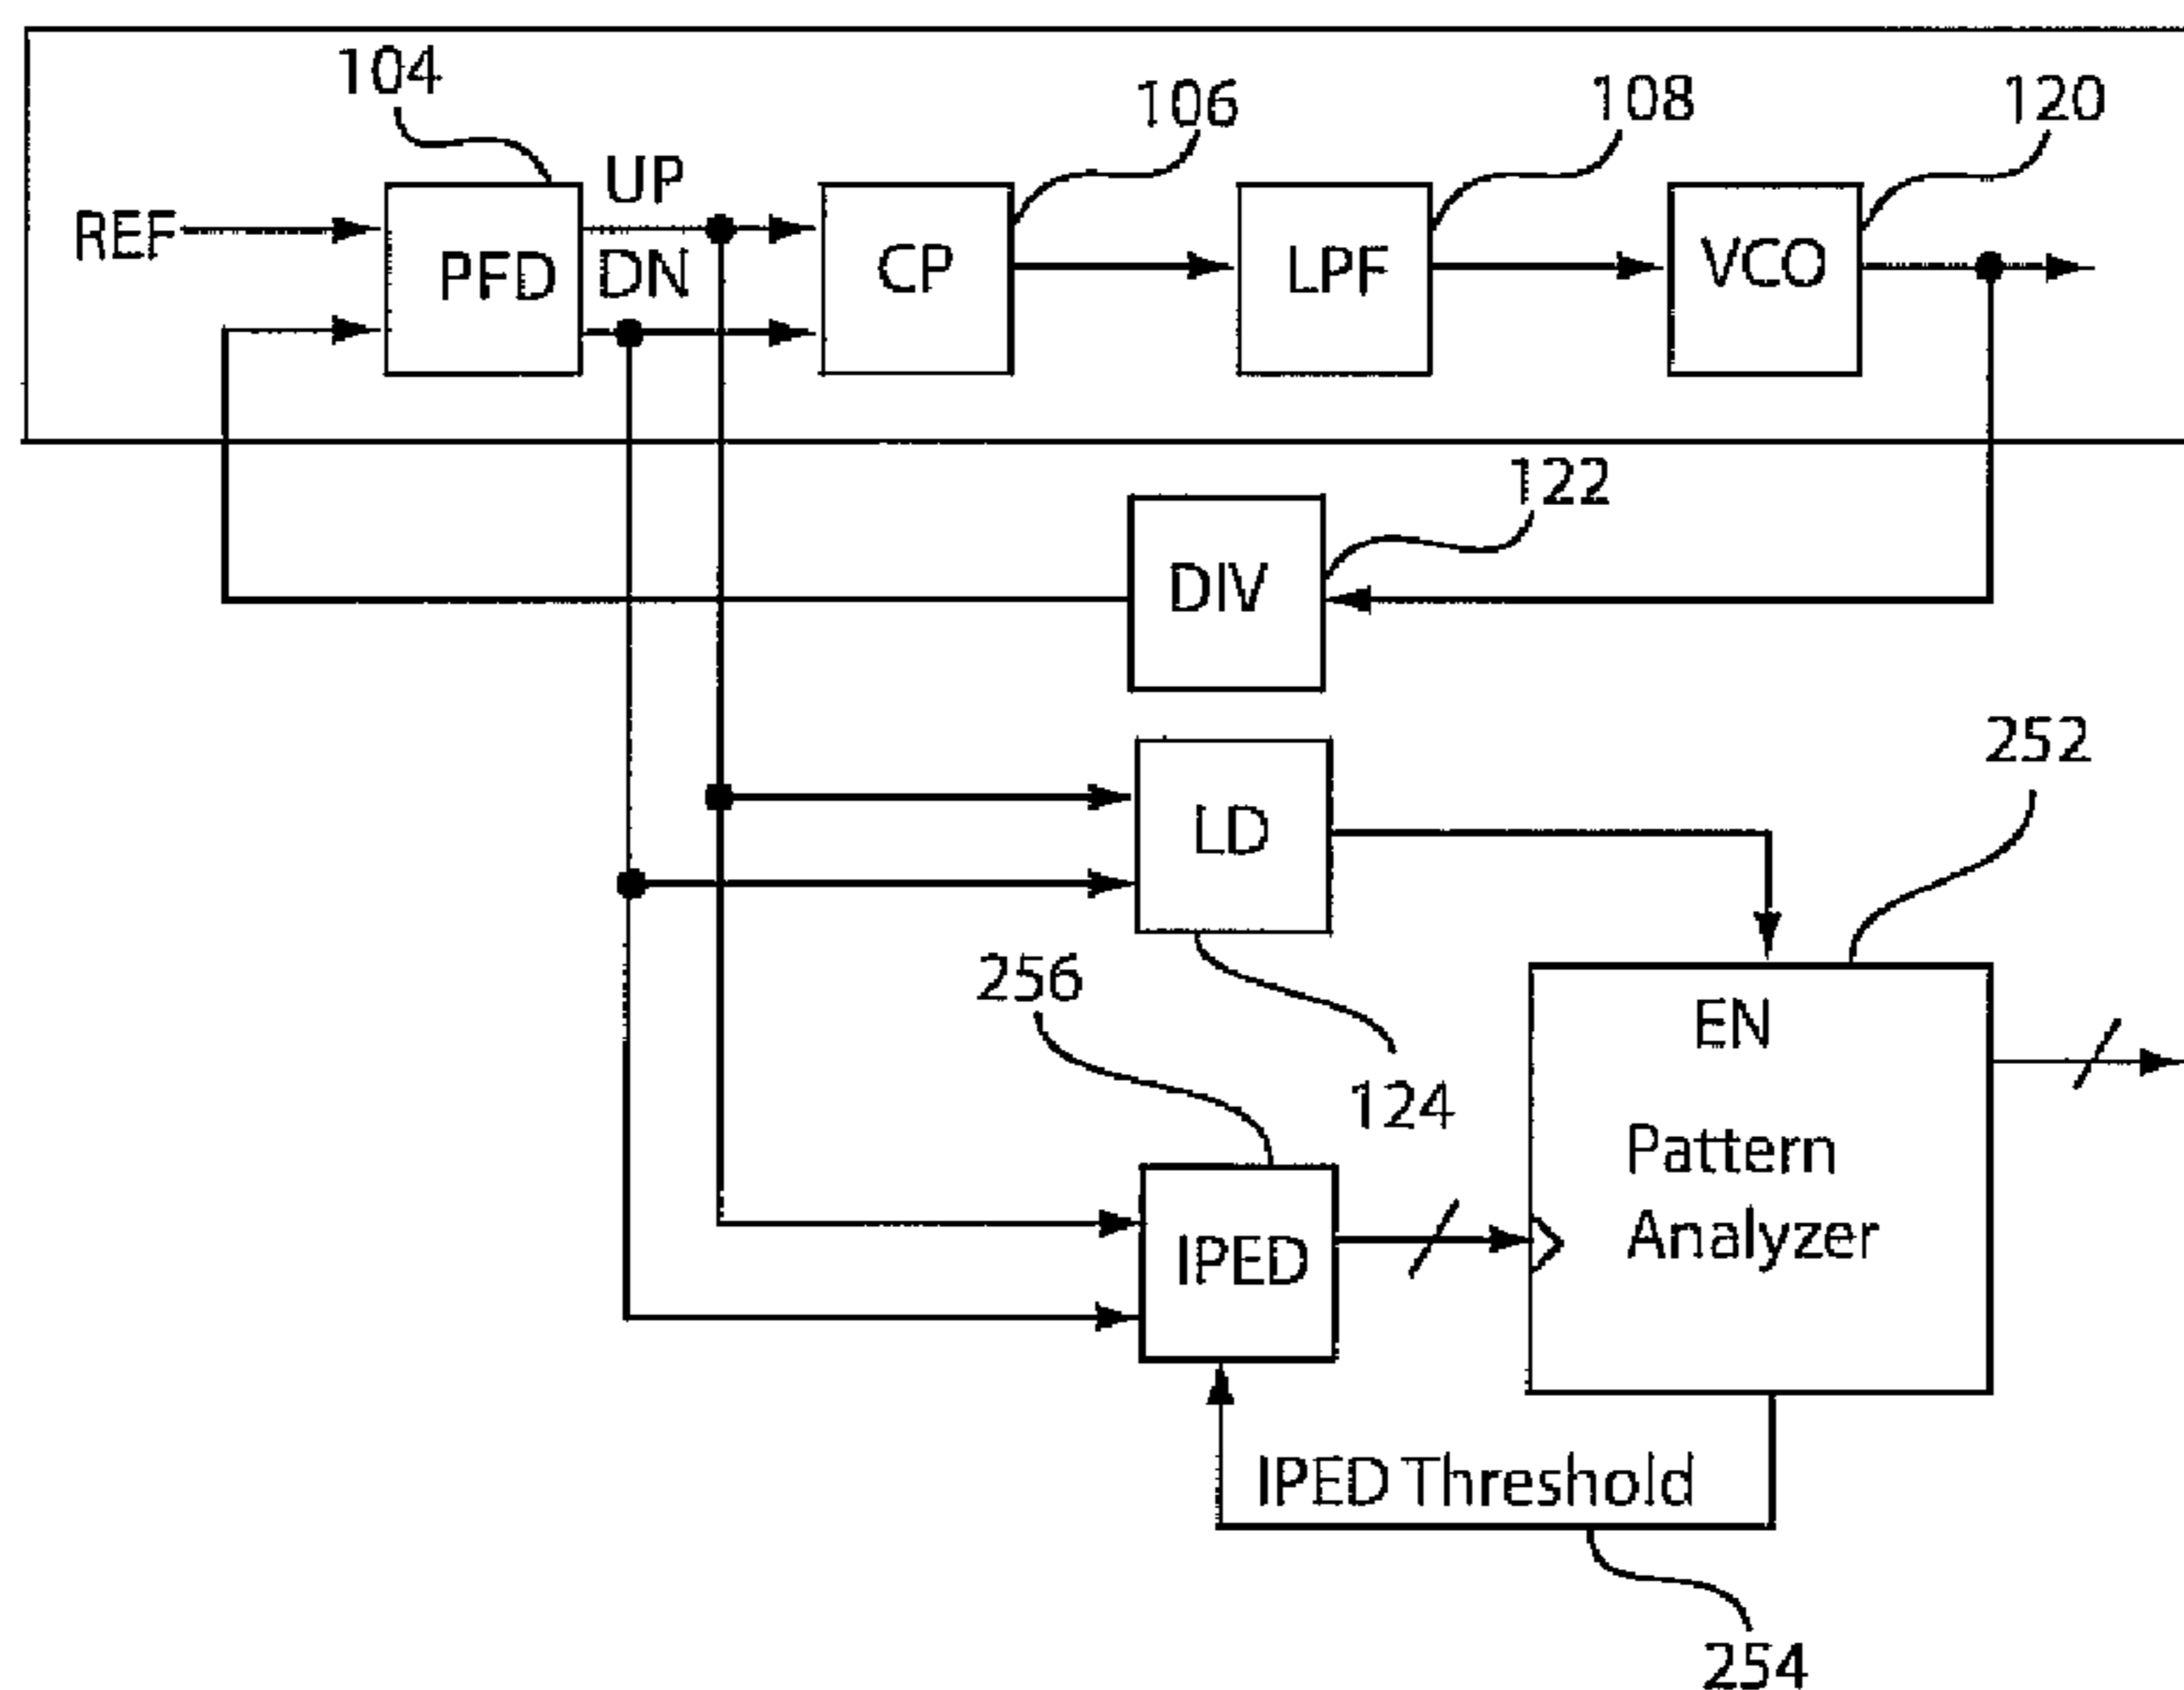 104
106
108
120
UP
REF
PFD
DN
CP
LPF
VCO
122
DIV
252
LD
256
EN
124
Pattern
Analyzer
IPED
IPED Threshold
254